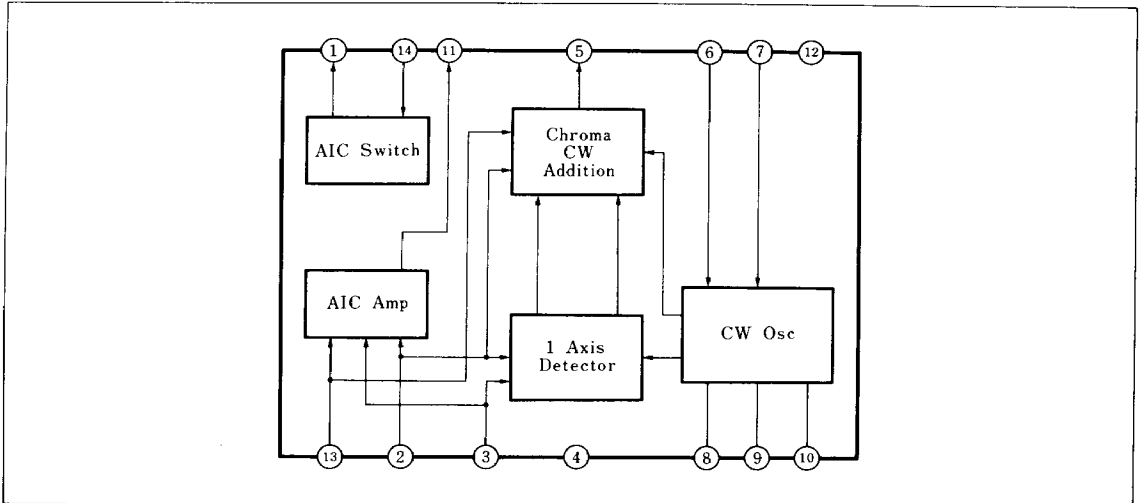 1 14 11 5 6 7 12
AIC Switch
Chroma
CW
Addition
AIC Amp
1 Axis
Detector
CW Osc
13 2 3 4 8 9 10